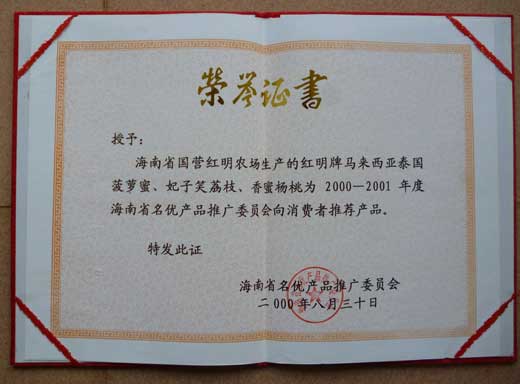 荣誉证书
授予：
海南省国营红明农场生产的红明牌马来西亚泰国
菠萝蜜、妃子笑荔枝、香蜜杨桃为 2000—2001 年度
海南省名优产品推广委员会向消费者推荐产品。
特发此证
海南省名优产品推广委员会
二000年八月三十日